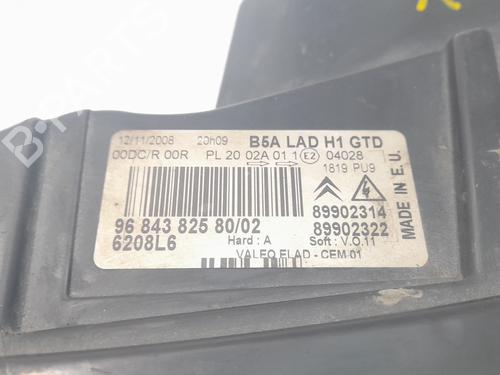 12/11/2008 20h09 B5A LAD H1 GTD
00DC/R 00R PL 20 02A 01 1 E2 04028
1819 PU9
96 843 825 80/02 89902314
6208L6 89902322
Hard : A Soft : V.0.11
VALEO ELAD - CEM 01
MADE IN E.U.
B-PARTS